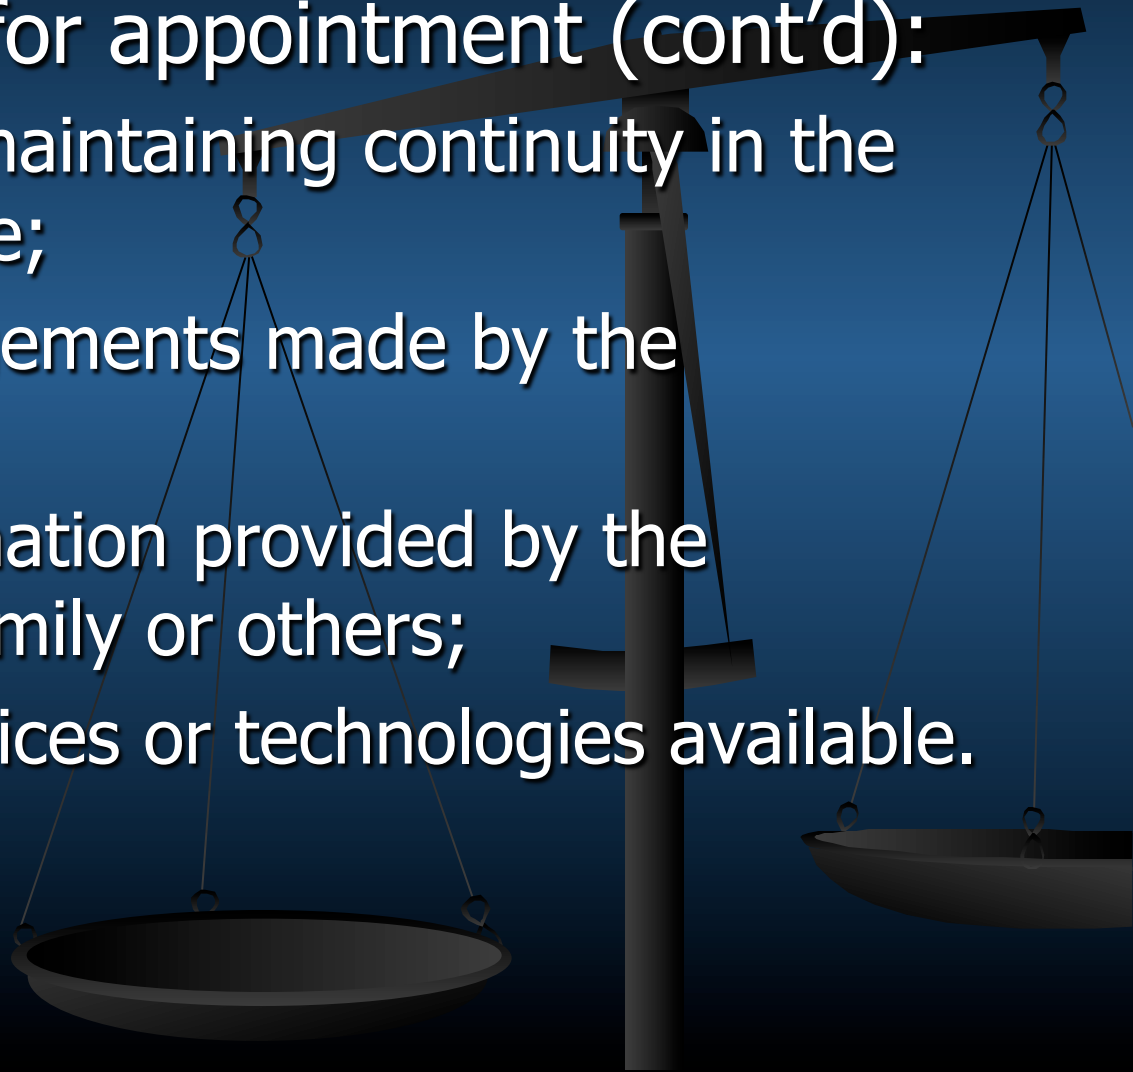 for appointment (cont’d):
maintaining continuity in the
e;
ements made by the
nation provided by the
mily or others;
ices or technologies available.